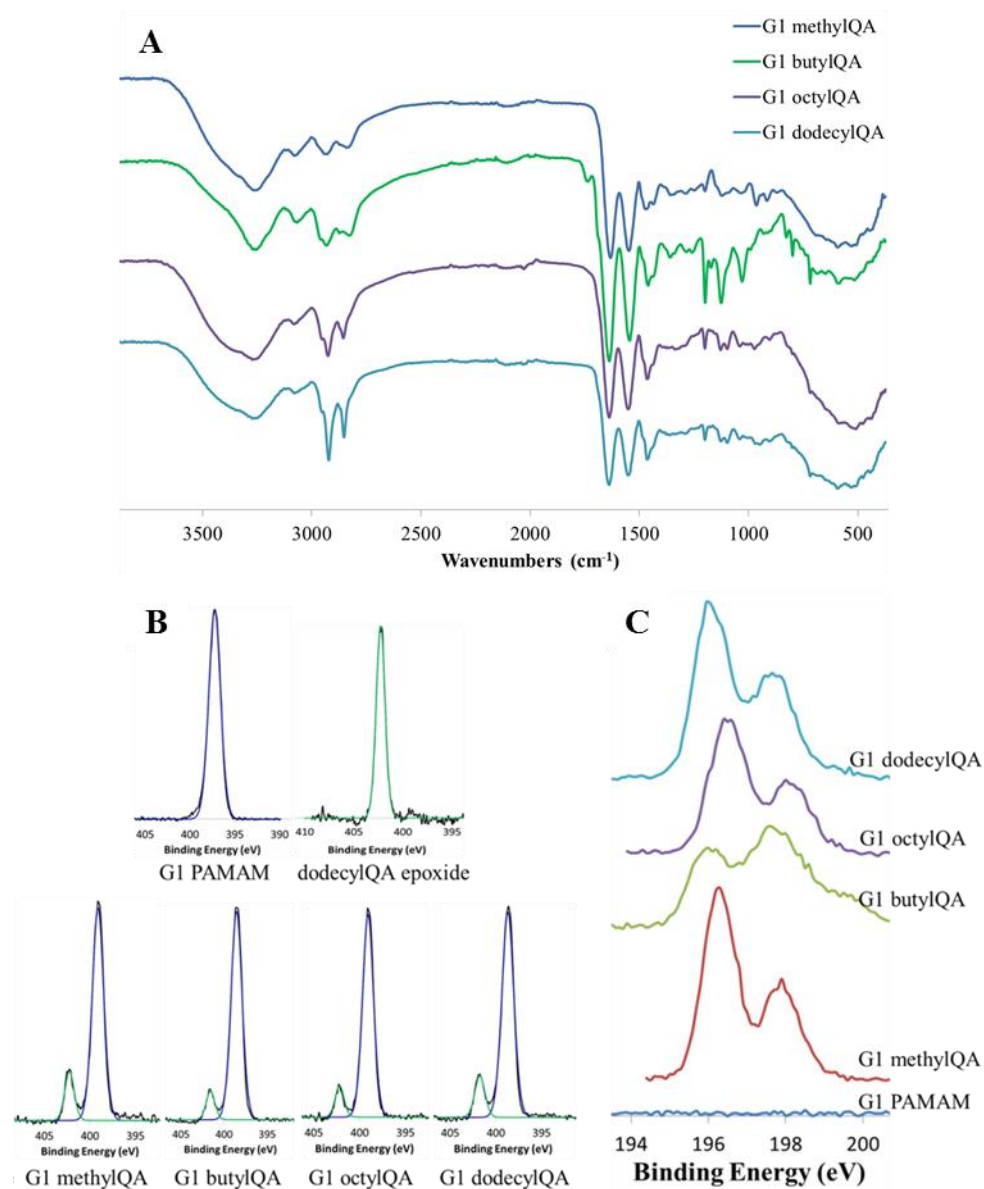 A
G1 methylQA
G1 butylQA
G1 octylQA
G1 dodecylQA
3500 3000 2500 2000 1500 1000 500
Wavenumbers (cm⁻¹)
B
405 400 395 390
Binding Energy (eV)
G1 PAMAM
410 405 400 395
Binding Energy (eV)
dodecylQA epoxide
405 400 395
Binding Energy (eV)
G1 methylQA
405 400 395
Binding Energy (eV)
G1 butylQA
405 400 395
Binding Energy (eV)
G1 octylQA
405 400 395
Binding Energy (eV)
G1 dodecylQA
C
G1 dodecylQA
G1 octylQA
G1 butylQA
G1 methylQA
G1 PAMAM
194 196 198 200
Binding Energy (eV)